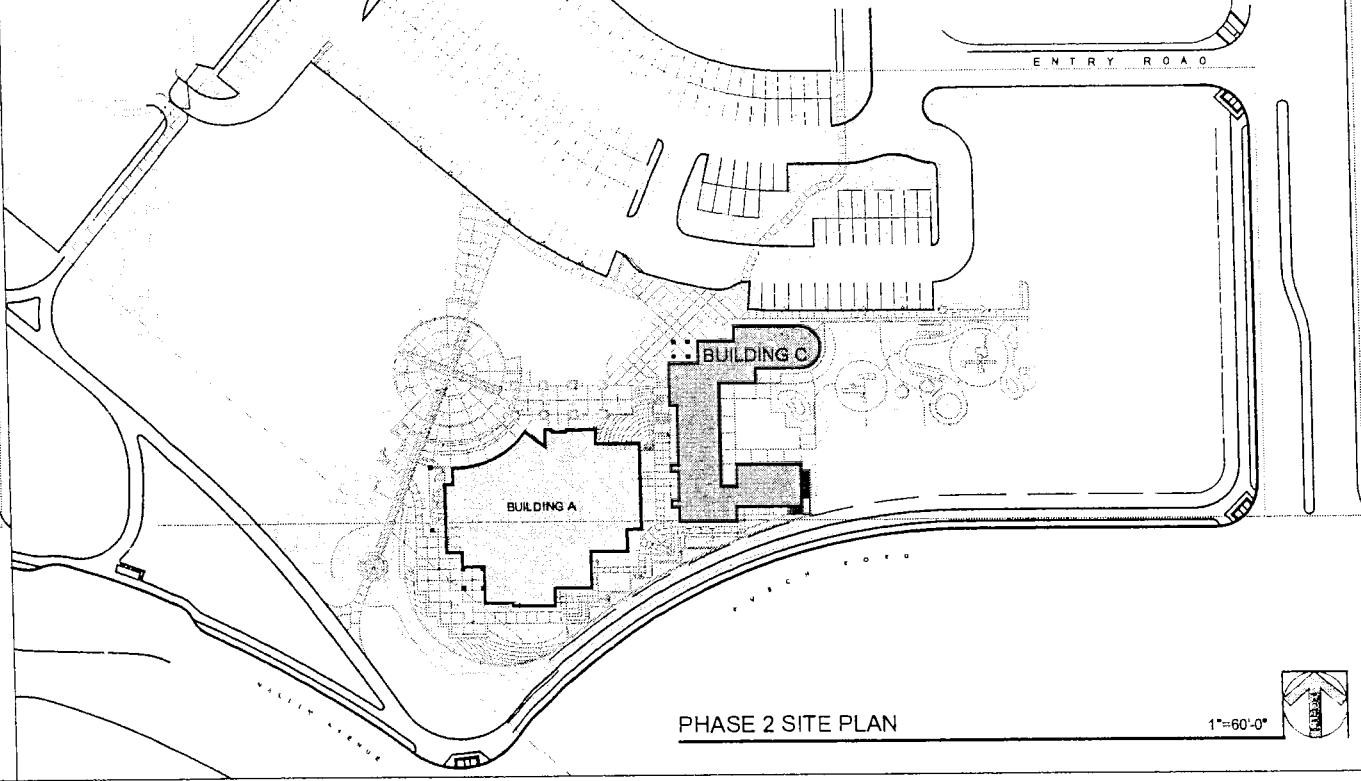 ENTRY ROAD
BUILDING C
BUILDING A
PHASE 2 SITE PLAN
1"=60'-0"